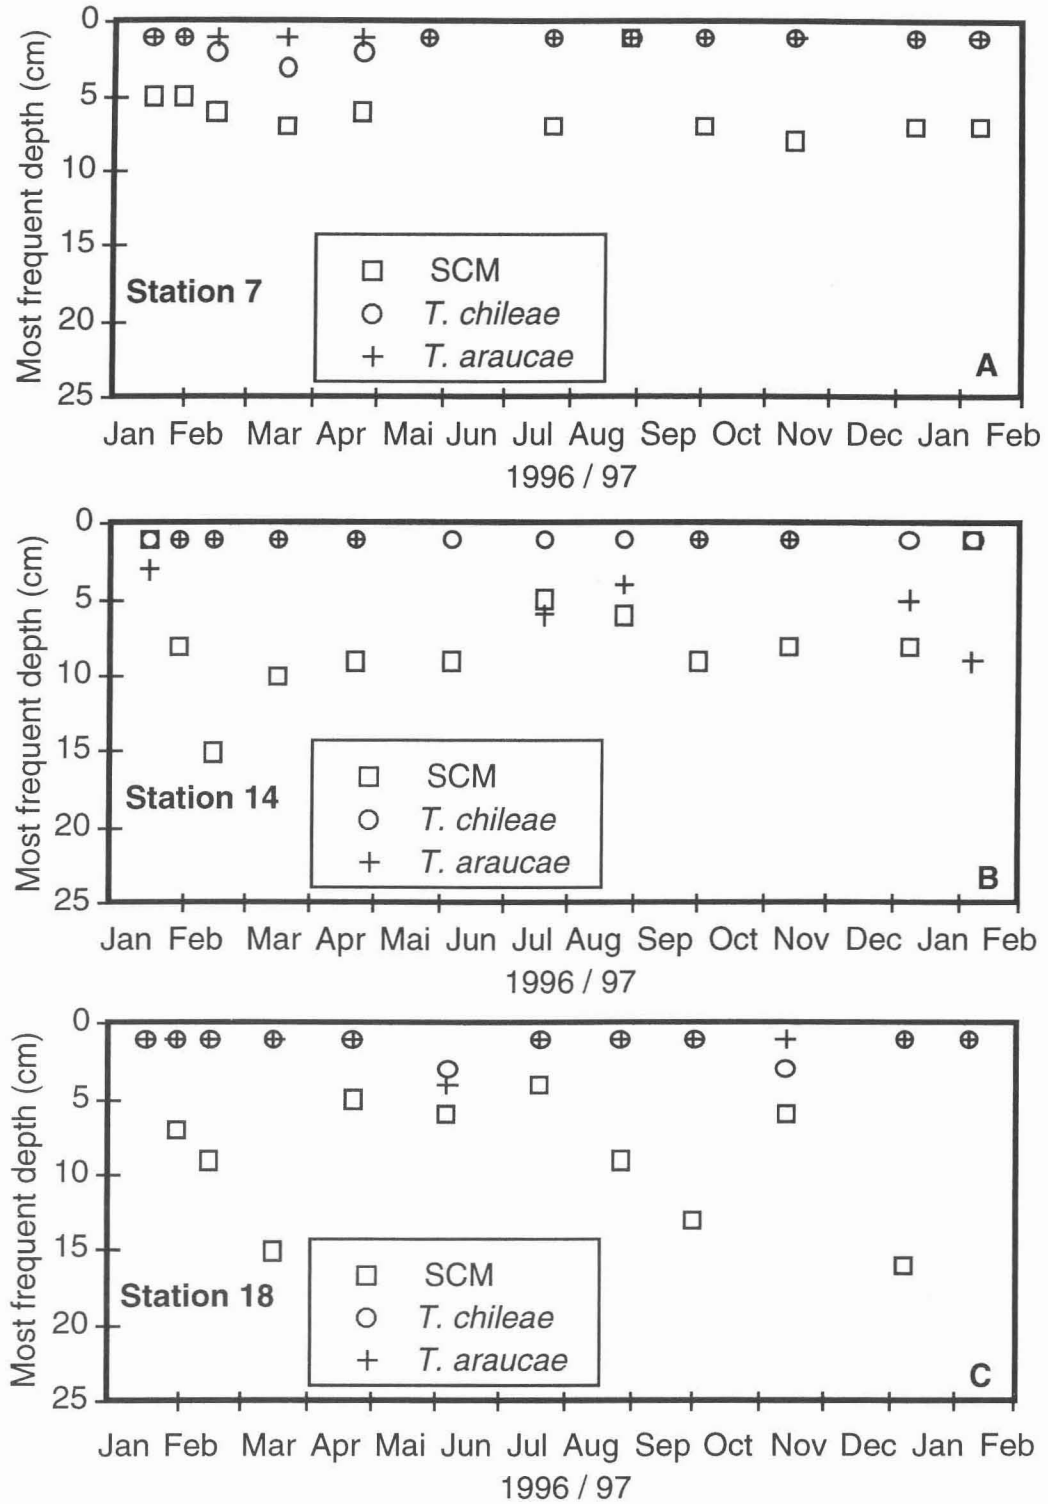 Most frequent depth (cm)
0
5
10
15
20
25
Station 7
SCM
T. chileae
T. araucae
A
Jan Feb Mar Apr Mai Jun Jul Aug Sep Oct Nov Dec Jan Feb
1996 / 97
Most frequent depth (cm)
0
5
10
15
20
25
Station 14
SCM
T. chileae
T. araucae
B
Jan Feb Mar Apr Mai Jun Jul Aug Sep Oct Nov Dec Jan Feb
1996 / 97
Most frequent depth (cm)
0
5
10
15
20
25
Station 18
SCM
T. chileae
T. araucae
C
Jan Feb Mar Apr Mai Jun Jul Aug Sep Oct Nov Dec Jan Feb
1996 / 97